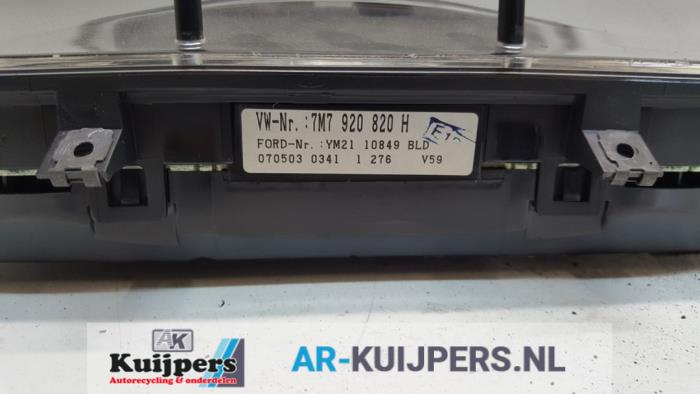 VW-Nr.:7M7 920 820 H
FORD-Nr.:YM21 10849 BLD
070503 0341 1 276 V59
AK
Kuijpers
Autorecycling & onderdelen
AR-KUIJPERS.NL